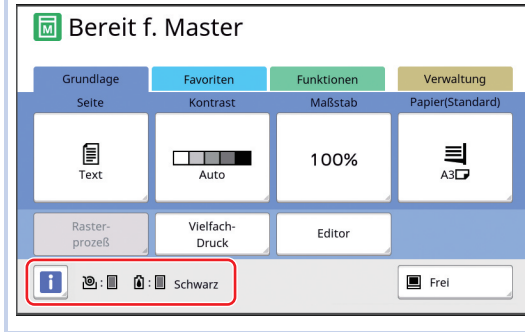 M
Bereit f. Master
Grundlage Favoriten Funktionen Verwaltung
Seite Kontrast Maßstab Papier(Standard)
Text Auto 100% A3
Raster-
prozeß
Vielfach-
Druck
Editor
i : : Schwarz Frei